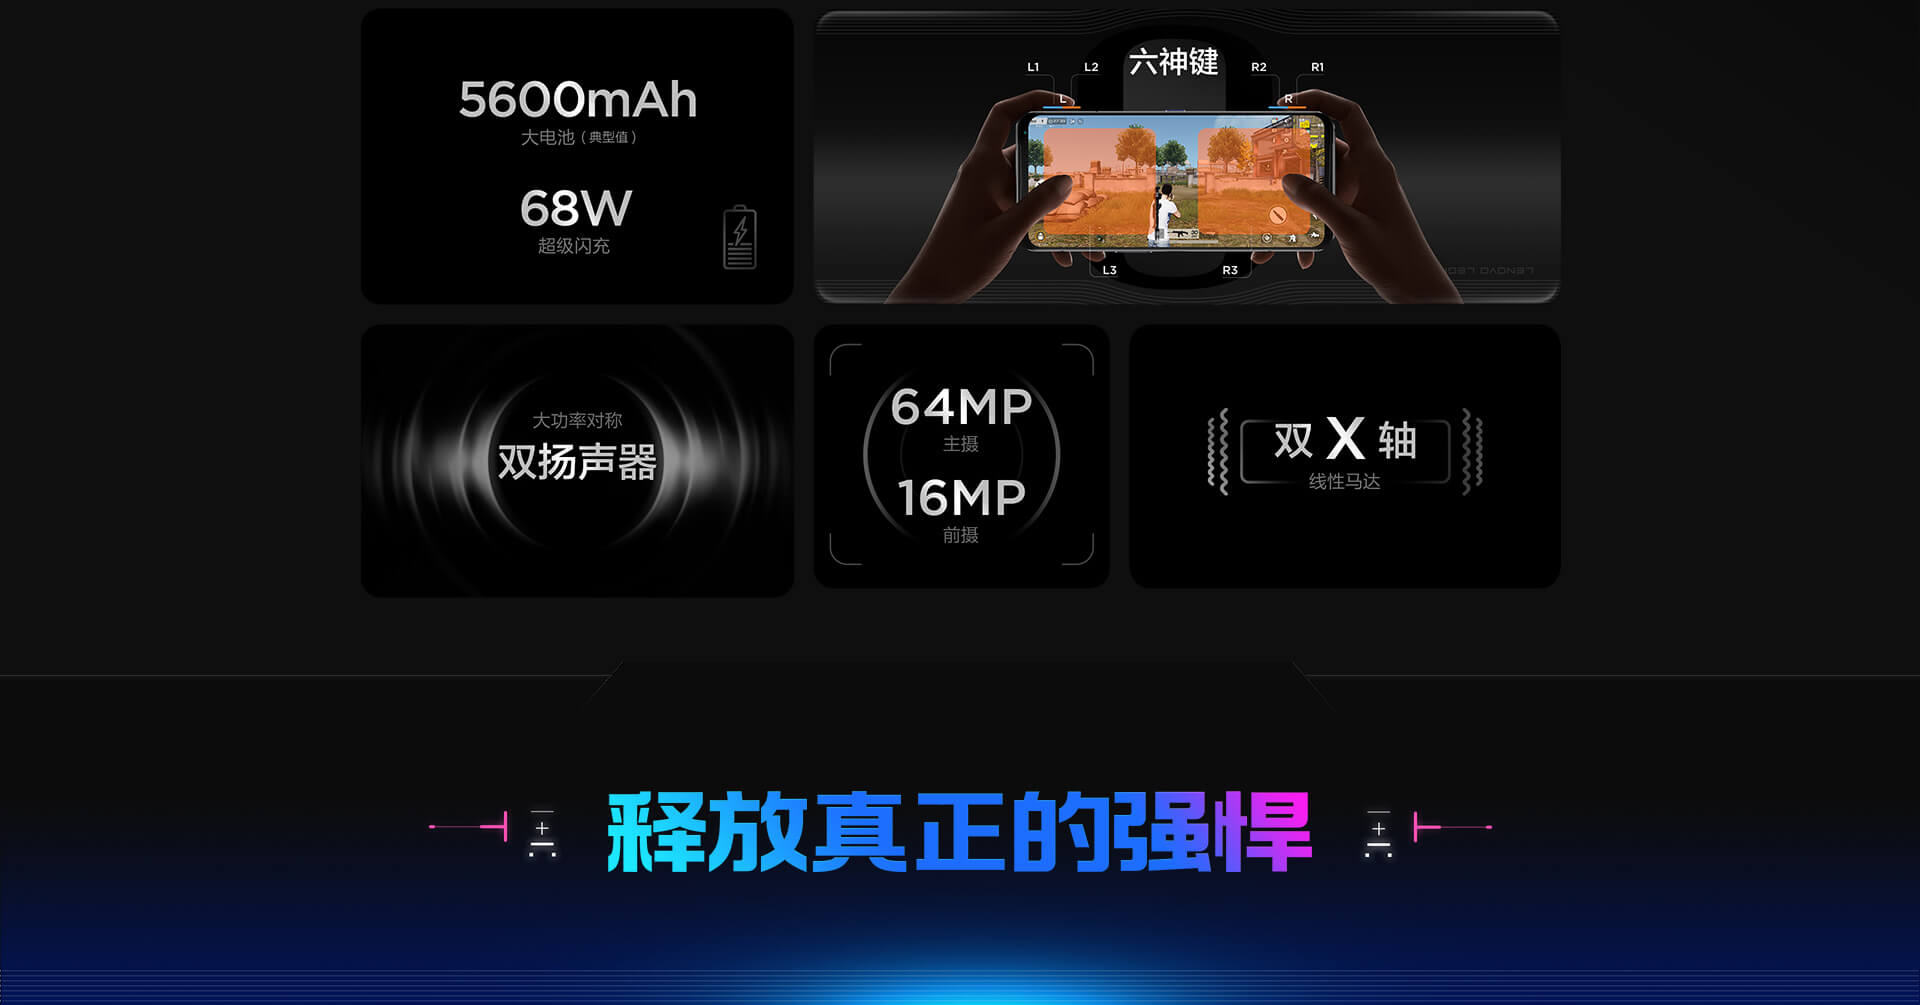 5600mAh
大电池（典型值）
68W
超级闪充
六神键
L1
L2
R2
R1
L
R
L3
R3
大功率对称
双扬声器
64MP
主摄
16MP
前摄
双 X 轴
线性马达
释放真正的强悍